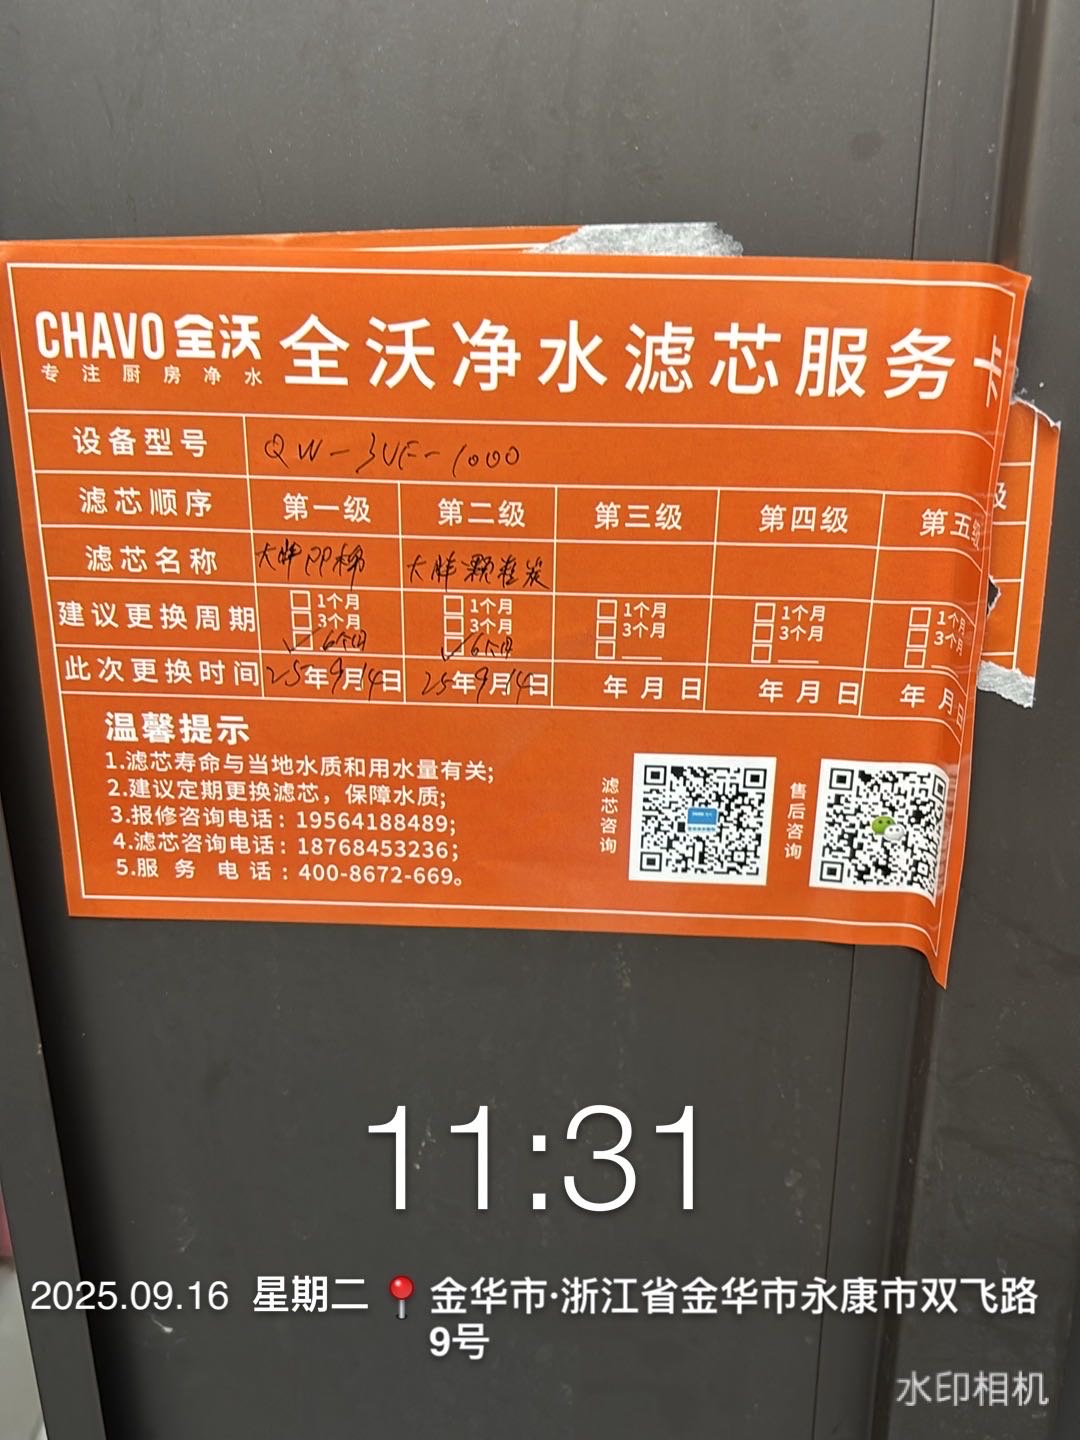 CHAVO 全沃
专注厨房净水
全沃净水滤芯服务卡
设备型号 QW-3UF-1000
滤芯顺序 第一级 第二级 第三级 第四级 第五级
滤芯名称 大胖PP棉 大胖颗粒炭
建议更换周期 1个月 1个月 1个月 1个月 1个月
3个月 3个月 3个月 3个月 3个月
6个月 6个月
此次更换时间 25年9月14日 25年9月14日 年月日 年月日 年月日
级
温馨提示
1.滤芯寿命与当地水质和用水量有关;
2.建议定期更换滤芯，保障水质;
3.报修咨询电话：19564188489;
4.滤芯咨询电话：18768453236;
5.服务电话：400-8672-669。
滤芯咨询
售后咨询
11:31
2025.09.16 星期二 金华市·浙江省金华市永康市双飞路
9号
水印相机